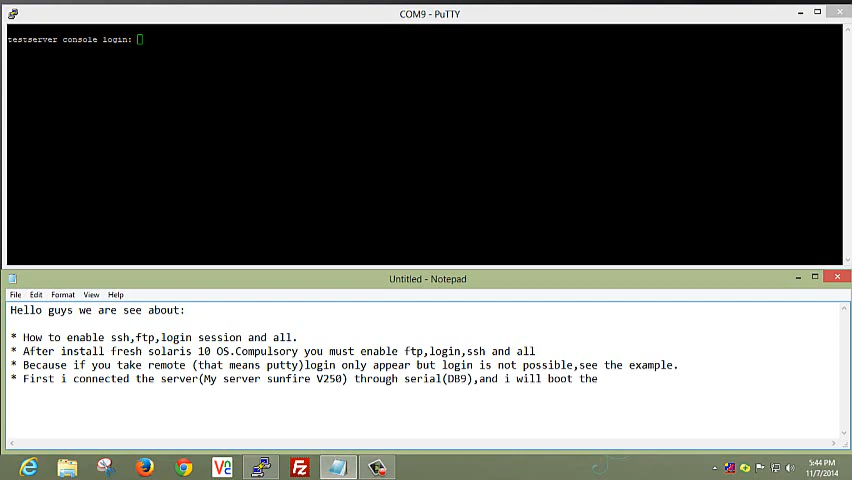 COM9 - PuTTY
testserver console login:
Untitled - Notepad
File Edit Format View Help
Hello guys we are see about:
* How to enable ssh,ftp,login session and all.
* After install fresh solaris 10 OS.Compulsory you must enable ftp,login,ssh and all
* Because if you take remote (that means putty)login only appear but login is not possible,see the example.
* First i connected the server(My server sunfire V250) through serial(DB9),and i will boot the
5:44 PM
11/7/2014